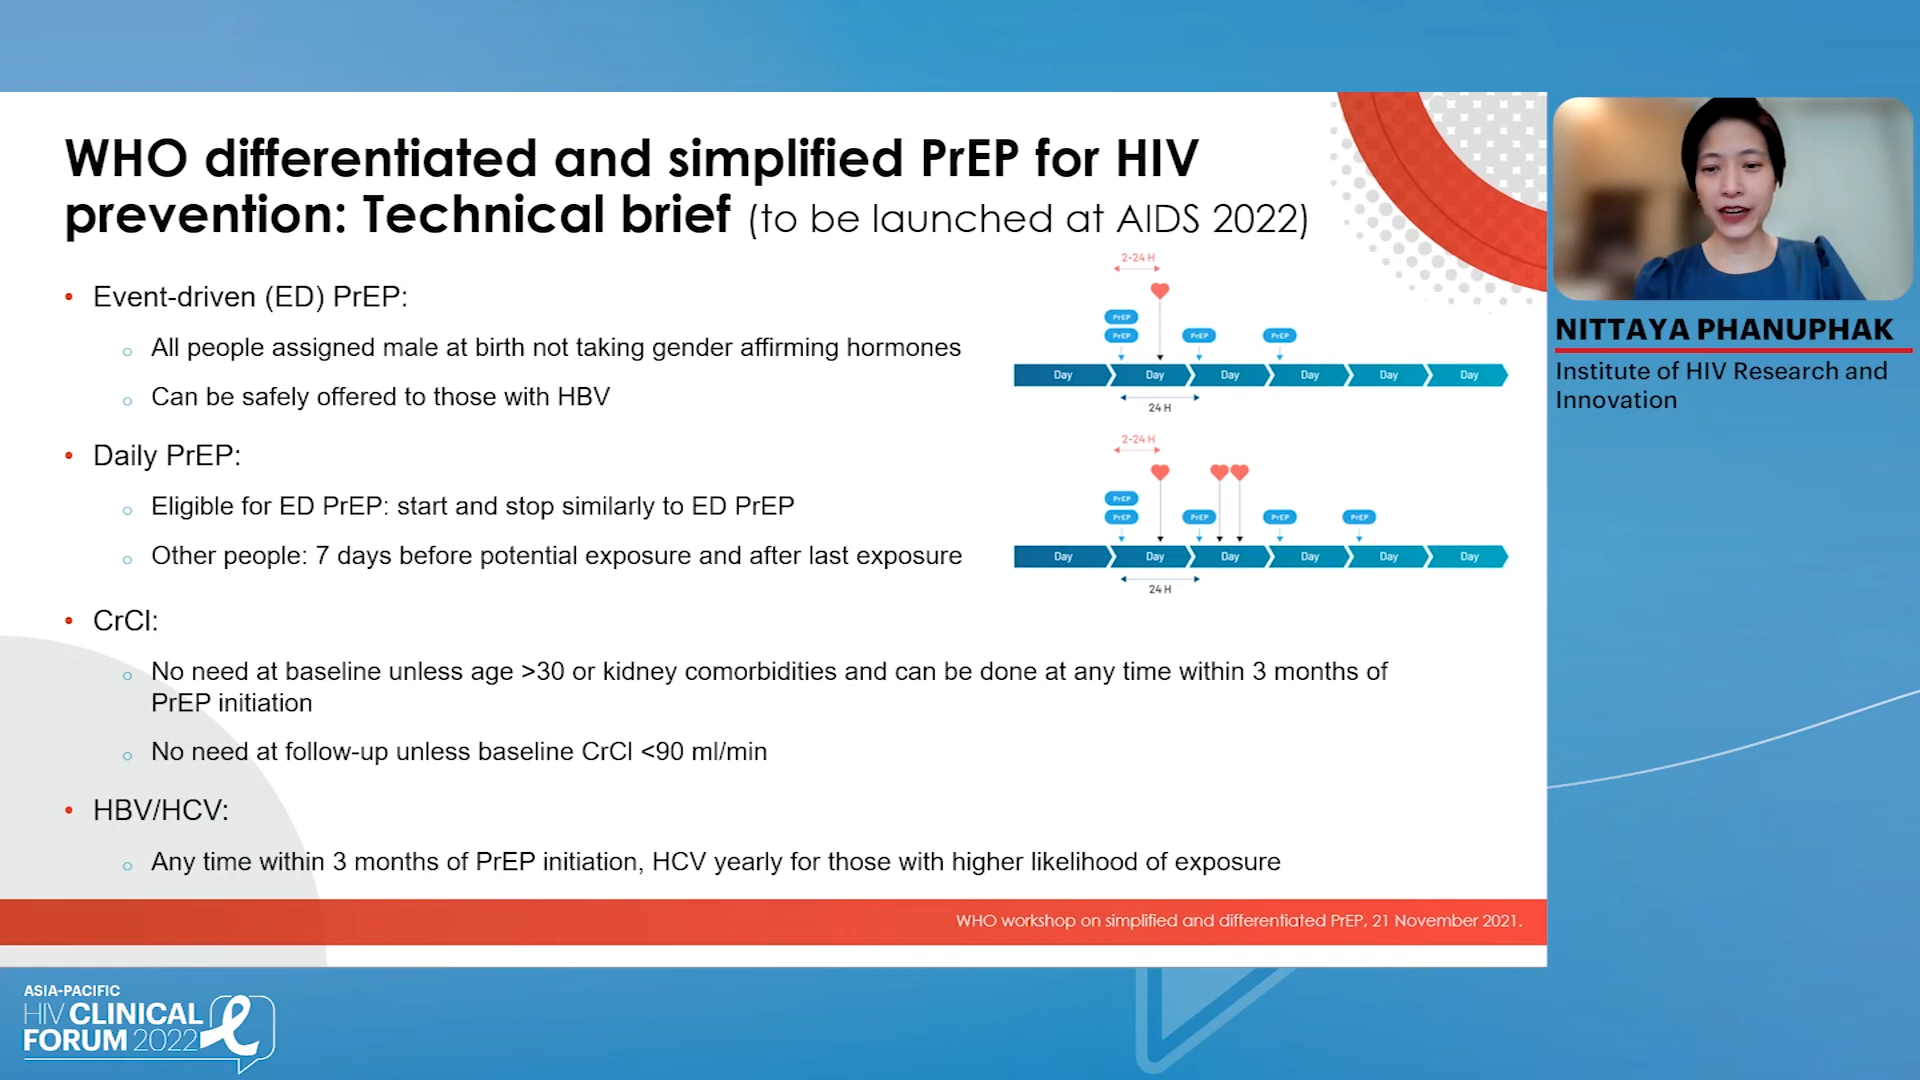 WHO differentiated and simplified PrEP for HIV
prevention: Technical brief (to be launched at AIDS 2022)
• Event-driven (ED) PrEP:
o All people assigned male at birth not taking gender affirming hormones
o Can be safely offered to those with HBV
• Daily PrEP:
o Eligible for ED PrEP: start and stop similarly to ED PrEP
o Other people: 7 days before potential exposure and after last exposure
• CrCl:
o No need at baseline unless age >30 or kidney comorbidities and can be done at any time within 3 months of
PrEP initiation
o No need at follow-up unless baseline CrCl <90 ml/min
• HBV/HCV:
o Any time within 3 months of PrEP initiation, HCV yearly for those with higher likelihood of exposure
2-24 H
PrEP
PrEP PrEP PrEP
Day Day Day Day Day Day
24 H
2-24 H
PrEP
PrEP PrEP PrEP PrEP
Day Day Day Day Day Day
24 H
WHO workshop on simplified and differentiated PrEP, 21 November 2021.
NITTAYA PHANUPHAK
Institute of HIV Research and
Innovation
ASIA-PACIFIC
HIV CLINICAL
FORUM 2022